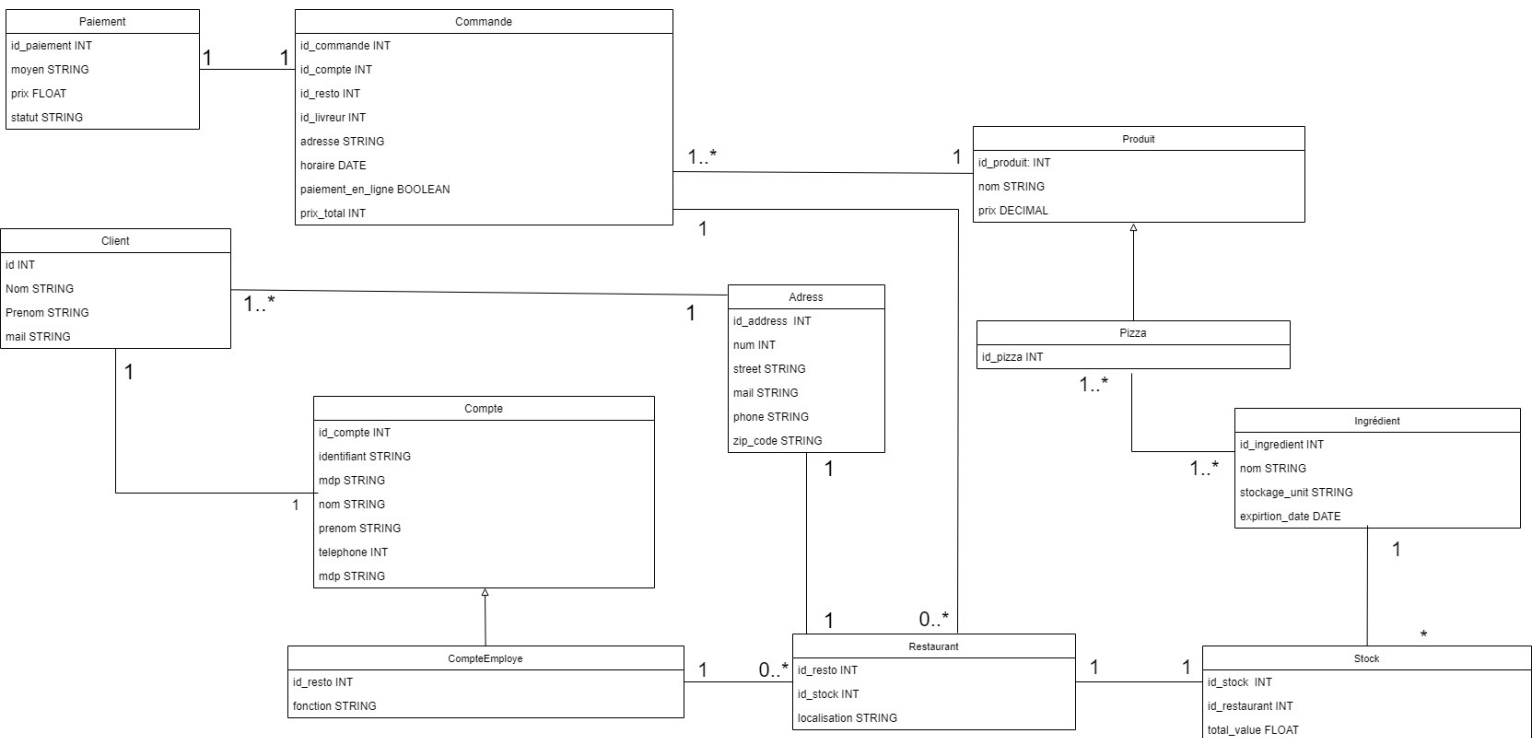 Paiement
id_paiement INT
moyen STRING
prix FLOAT
statut STRING
1
1
Commande
id_commande INT
id_compte INT
id_resto INT
id_livreur INT
adresse STRING
horaire DATE
paiement_en_ligne BOOLEAN
prix_total INT
1..*
1
1
Produit
id_produit: INT
nom STRING
prix DECIMAL
Client
id INT
Nom STRING
Prenom STRING
mail STRING
1..*
1
1
Adress
id_address INT
num INT
street STRING
mail STRING
phone STRING
zip_code STRING
1
Pizza
id_pizza INT
1..*
1..*
Compte
id_compte INT
identifiant STRING
mdp STRING
nom STRING
prenom STRING
telephone INT
mdp STRING
1
Ingrédient
id_ingredient INT
nom STRING
stockage_unit STRING
expirtion_date DATE
1
*
CompteEmploye
id_resto INT
fonction STRING
1
0..*
1
0..*
Restaurant
id_resto INT
id_stock INT
localisation STRING
1
1
Stock
id_stock INT
id_restaurant INT
total_value FLOAT